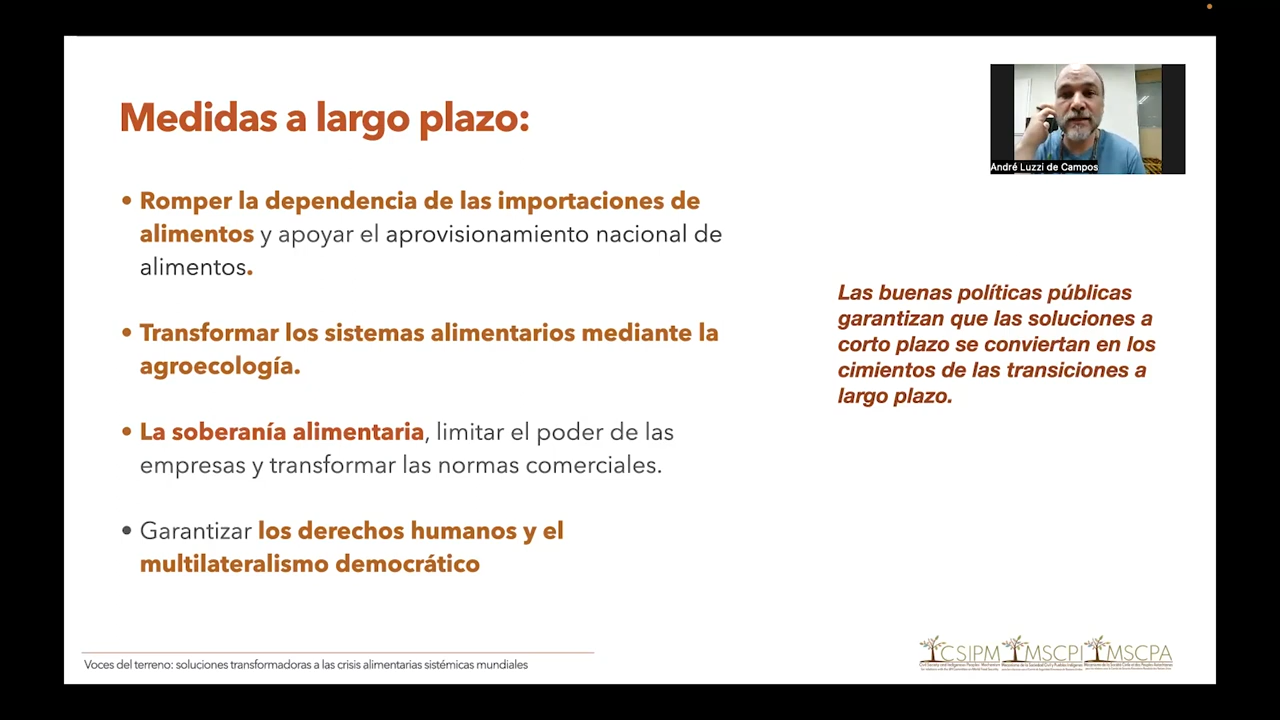 Medidas a largo plazo:
André Luzzi de Campos
• Romper la dependencia de las importaciones de
alimentos y apoyar el aprovisionamiento nacional de
alimentos.
• Transformar los sistemas alimentarios mediante la
agroecología.
• La soberanía alimentaria, limitar el poder de las
empresas y transformar las normas comerciales.
• Garantizar los derechos humanos y el
multilateralismo democrático
Las buenas políticas públicas
garantizan que las soluciones a
corto plazo se conviertan en los
cimientos de las transiciones a
largo plazo.
Voces del terreno: soluciones transformadoras a las crisis alimentarias sistémicas mundiales
CSIPM MSCPI MSCPA